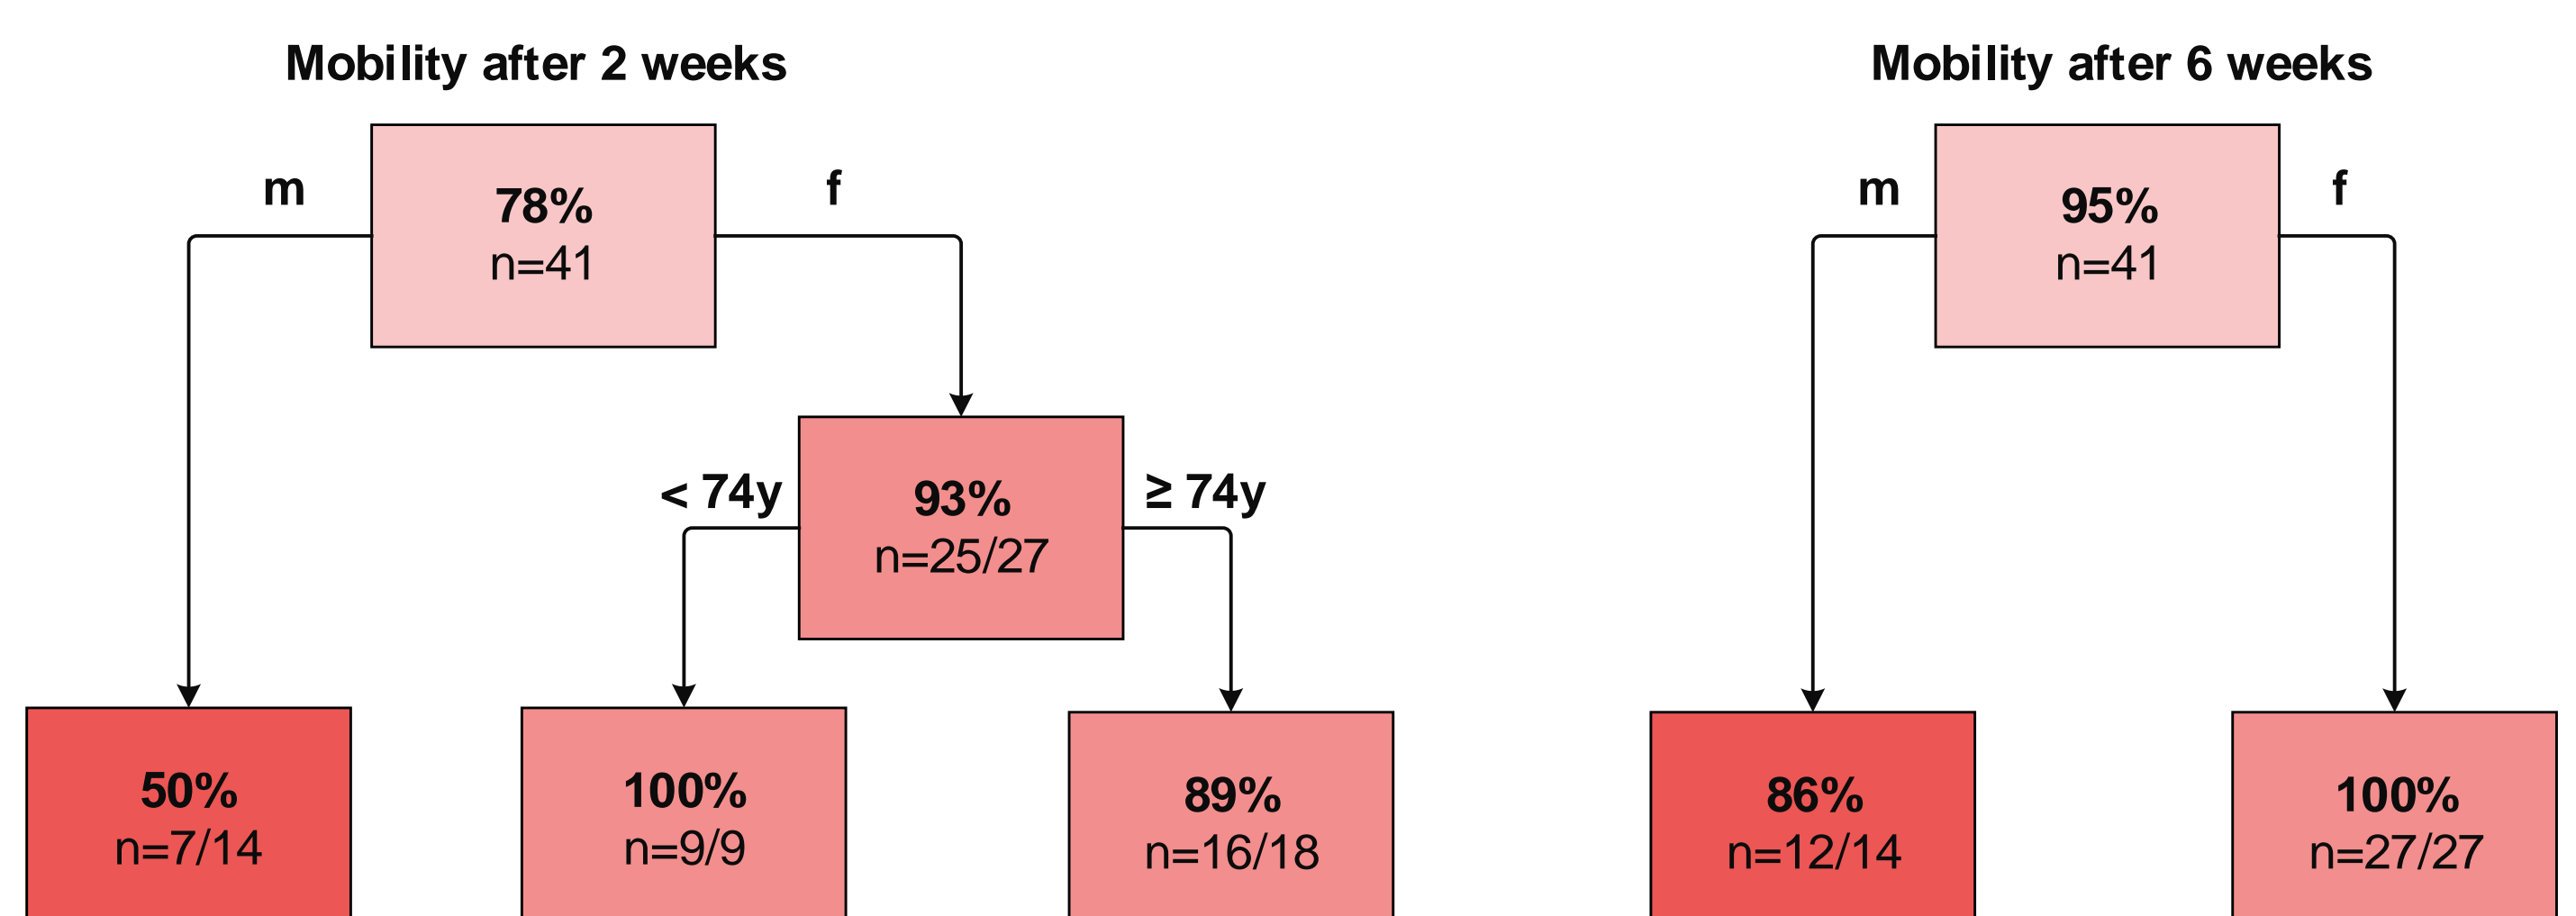 Mobility after 2 weeks
m
78%
n=41
f
< 74y
93%
n=25/27
≥ 74y
50%
n=7/14
100%
n=9/9
89%
n=16/18
Mobility after 6 weeks
m
95%
n=41
f
86%
n=12/14
100%
n=27/27